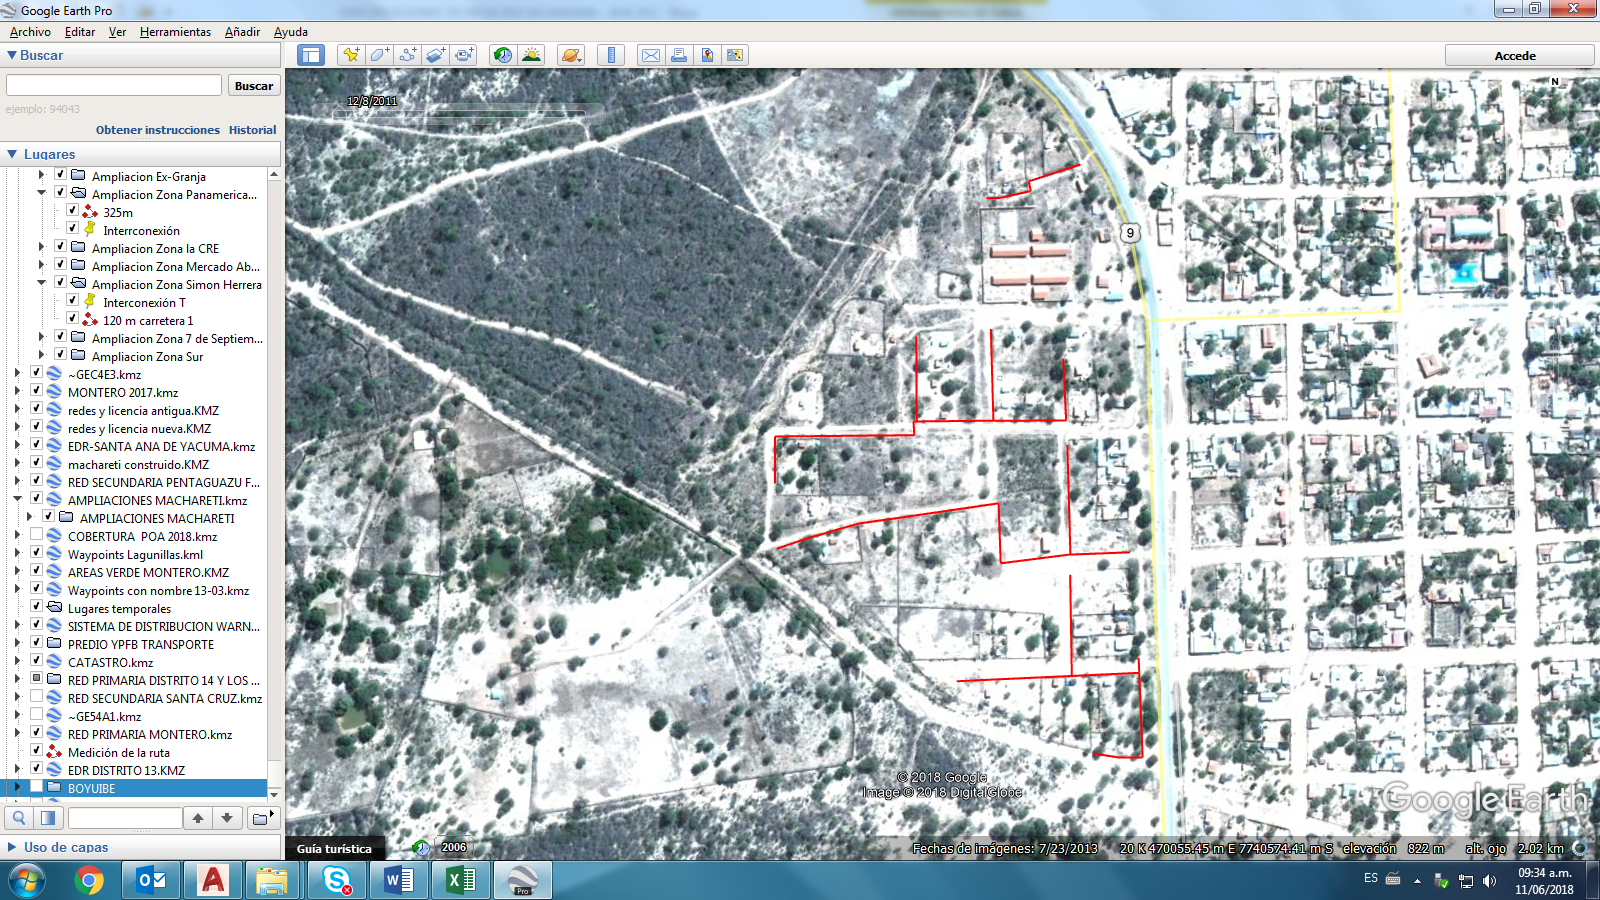 Google Earth Pro
Archivo Editar Ver Herramientas Añadir Ayuda
Buscar
Accede
Buscar
ejemplo: 94043
Obtener instrucciones Historial
Lugares
Ampliacion Ex-Granja
Ampliacion Zona Panamerica...
325m
Interrconexión
Ampliacion Zona la CRE
Ampliacion Zona Mercado Ab...
Ampliacion Zona Simon Herrera
Interconexión T
120 m carretera 1
Ampliacion Zona 7 de Septiem...
Ampliacion Zona Sur
~GEC4E3.kmz
MONTERO 2017.kmz
redes y licencia antigua.KMZ
redes y licencia nueva.KMZ
EDR-SANTA ANA DE YACUMA.kmz
machareti construido.KMZ
RED SECUNDARIA PENTAGUAZU F...
AMPLIACIONES MACHARETI.kmz
AMPLIACIONES MACHARETI
COBERTURA POA 2018.kmz
Waypoints Lagunillas.kml
AREAS VERDE MONTERO.KMZ
Waypoints con nombre 13-03.kmz
Lugares temporales
SISTEMA DE DISTRIBUCION WARN...
PREDIO YPFB TRANSPORTE
CATASTRO.kmz
RED PRIMARIA DISTRITO 14 Y LOS ...
RED SECUNDARIA SANTA CRUZ.kmz
~GE54A1.kmz
RED PRIMARIA MONTERO.kmz
Medición de la ruta
EDR DISTRITO 13.KMZ
BOYUIBE
Uso de capas
12/3/2011
N
9
© 2018 Google
Image © 2018 DigitalGlobe
Google Earth
Guía turística
2006
Fechas de imágenes: 7/23/2013 20 K 470055.45 m E 7740574.41 m S elevación 822 m alt. ojo 2.02 km
Pro
ES
09:34 a.m.
11/06/2018